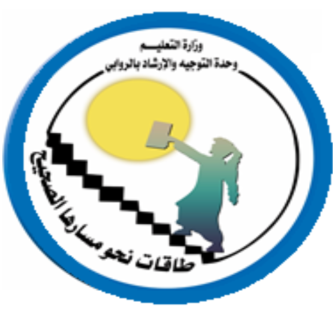 وزارة التعليم
وحدة التوجيه والإرشاد بالروابي
طاقات نحو مسارها الصحيح